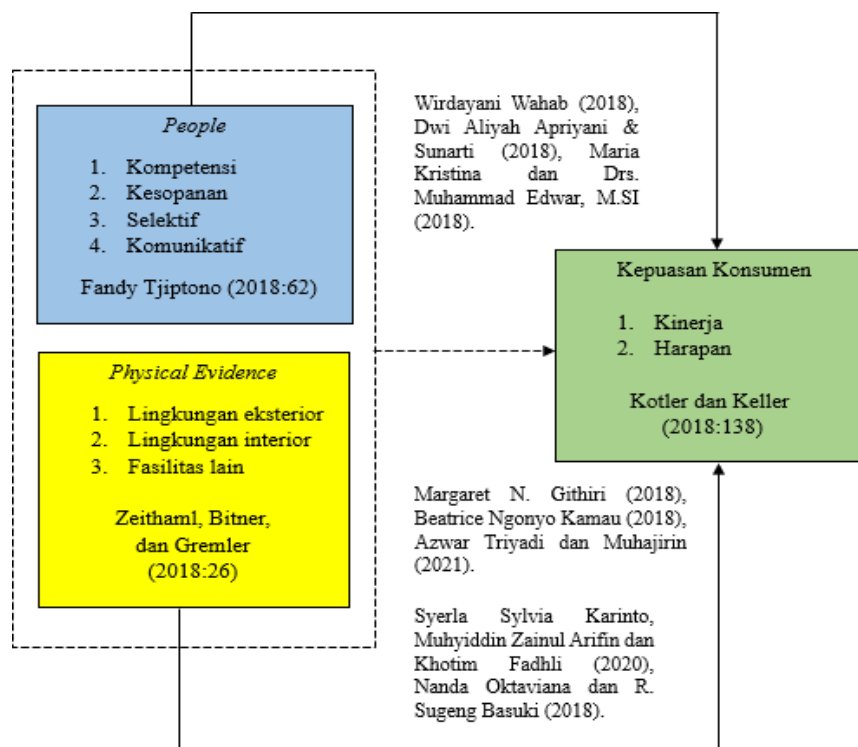 People
1. Kompetensi
2. Kesopanan
3. Selektif
4. Komunikatif
Fandy Tjiptono (2018:62)
Physical Evidence
1. Lingkungan eksterior
2. Lingkungan interior
3. Fasilitas lain
Zeithaml, Bitner,
dan Gremler
(2018:26)
Wirdayani Wahab (2018),
Dwi Aliyah Apriyani &
Sunarti (2018), Maria
Kristina dan Drs.
Muhammad Edwar, M.SI
(2018).
Kepuasan Konsumen
1. Kinerja
2. Harapan
Kotler dan Keller
(2018:138)
Margaret N. Githiri (2018),
Beatrice Ngonyo Kamau (2018),
Azwar Triyadi dan Muhajirin
(2021).
Syerla Sylvia Karinto,
Muhyiddin Zainul Arifin dan
Khotim Fadhli (2020),
Nanda Oktaviana dan R.
Sugeng Basuki (2018).